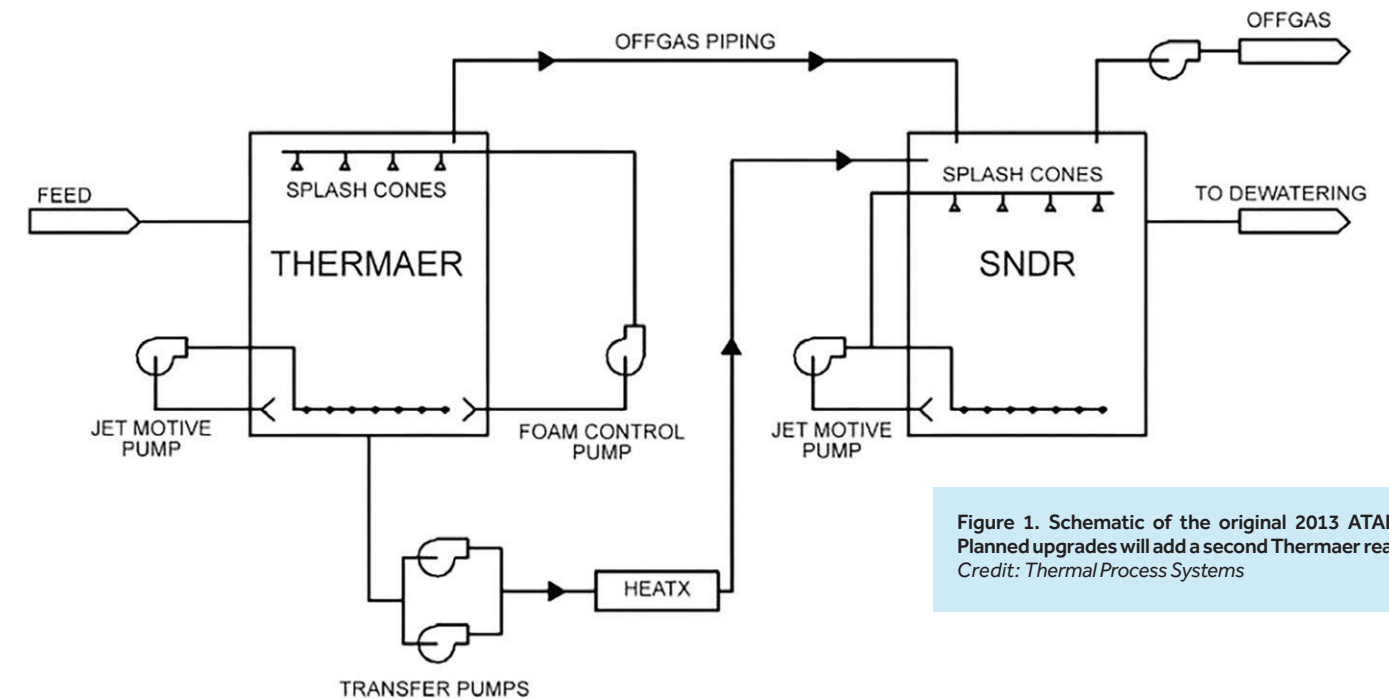 OFFGAS
OFFGAS PIPING
SPLASH CONES
FEED
THERMAER
SPLASH CONES
TO DEWATERING
SNDR
JET MOTIVE
PUMP
FOAM CONTROL
PUMP
JET MOTIVE
PUMP
HEATX
TRANSFER PUMPS
Figure 1. Schematic of the original 2013
Planned upgrades will add a second Thermaer
Credit: Thermal Process Systems